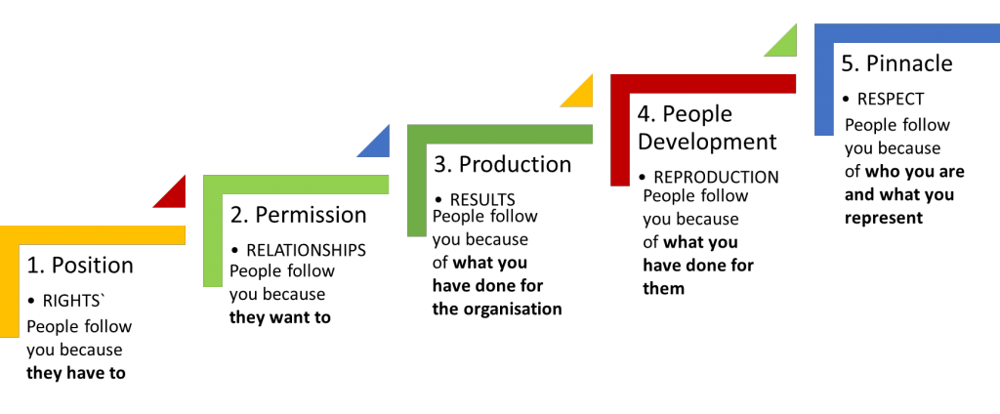 1. Position
• RIGHTS`
People follow
you because
they have to
2. Permission
• RELATIONSHIPS
People follow
you because
they want to
3. Production
• RESULTS
People follow
you because
of what you
have done for
the organisation
4. People
Development
• REPRODUCTION
People follow
you because
of what you
have done for
them
5. Pinnacle
• RESPECT
People follow
you because
of who you are
and what you
represent